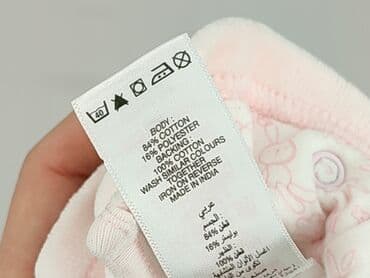 40
BODY :
84% COTTON
16% POLYESTER
BACKING
100% COTTON
WASH SIMILAR COLOURS
TOGETHER
IRON ON REVERSE
MADE IN INDIA
عربي
الجسم
84% قطن
16% بوليستر
الظهر
100% قطن